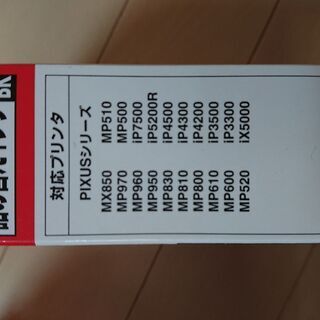 対応プリンタ
PIXUSシリーズ
MX850 MP510
MP970 MP500
MP960 iP7500
MP950 iP5200R
MP830 iP4500
MP810 iP4300
MP800 iP4200
MP610 iP3500
MP600 iP3300
MP520 iX5000